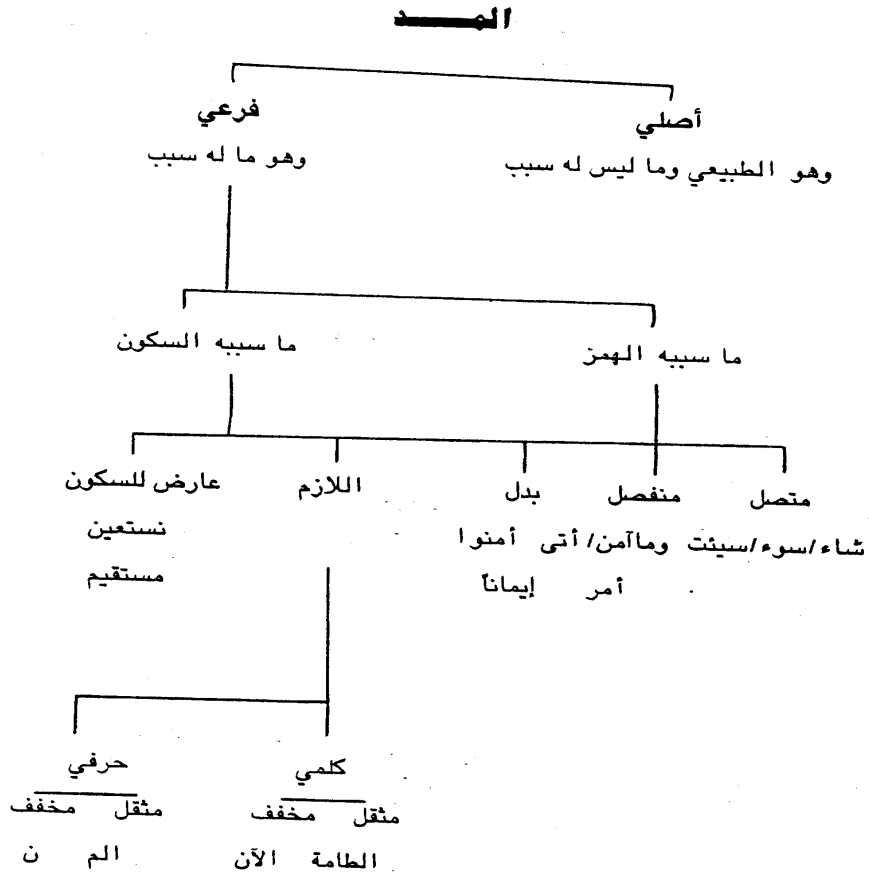 المد
أصلي فرعي
وهو الطبيعي وما ليس له سبب وهو ما له سبب
ما سببه الهمز ما سببه السكون
متصل منفصل بدل اللازم عارض للسكون
شاء/سوء/سيئت وماآمن/أتى أمنوا نستعين
أمر إيماناً مستقيم
كلمي حرفي
مثقل مخفف مثقل مخفف
الطامة الآن الم ن